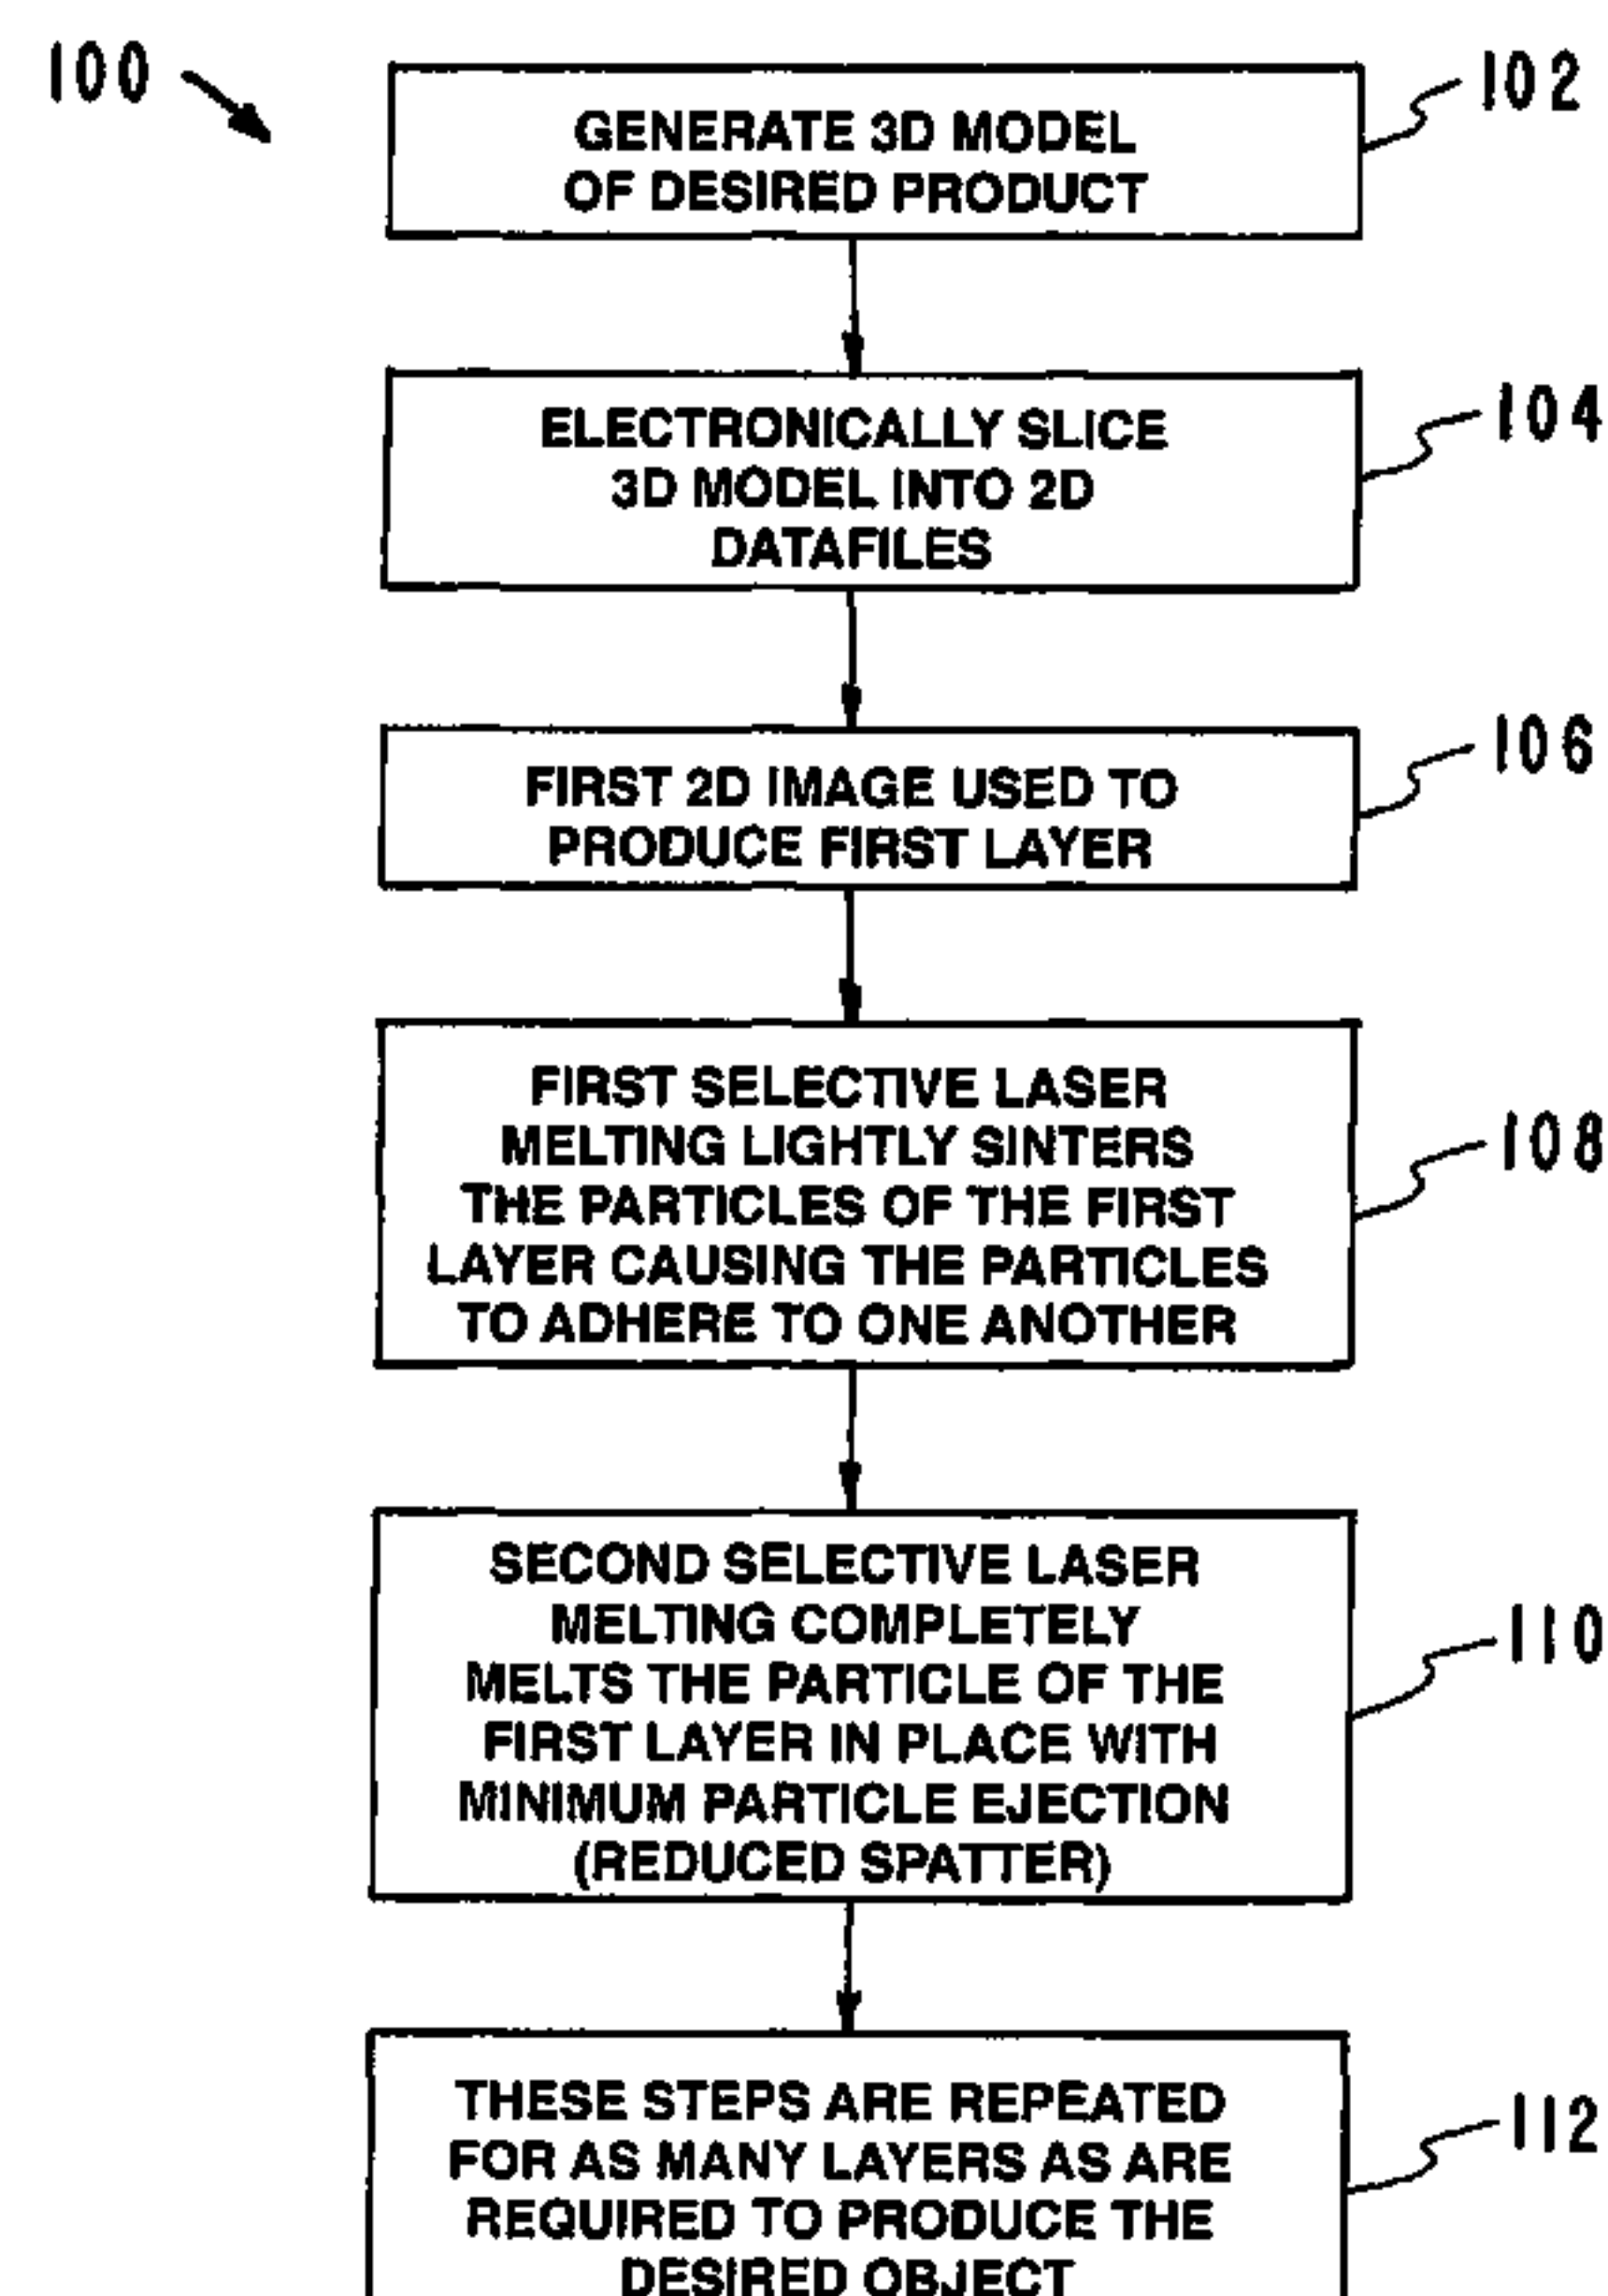 100
102
GENERATE 3D MODEL
OF DESIRED PRODUCT
104
ELECTRONICALLY SLICE
3D MODEL INTO 2D
DATAFILES
106
FIRST 2D IMAGE USED TO
PRODUCE FIRST LAYER
108
FIRST SELECTIVE LASER
MELTING LIGHTLY SINTERS
THE PARTICLES OF THE FIRST
LAYER CAUSING THE PARTICLES
TO ADHERE TO ONE ANOTHER
110
SECOND SELECTIVE LASER
MELTING COMPLETELY
MELTS THE PARTICLE OF THE
FIRST LAYER IN PLACE WITH
MINIMUM PARTICLE EJECTION
(REDUCED SPATTER)
112
THESE STEPS ARE REPEATED
FOR AS MANY LAYERS AS ARE
REQUIRED TO PRODUCE THE
DESIRED OBJECT